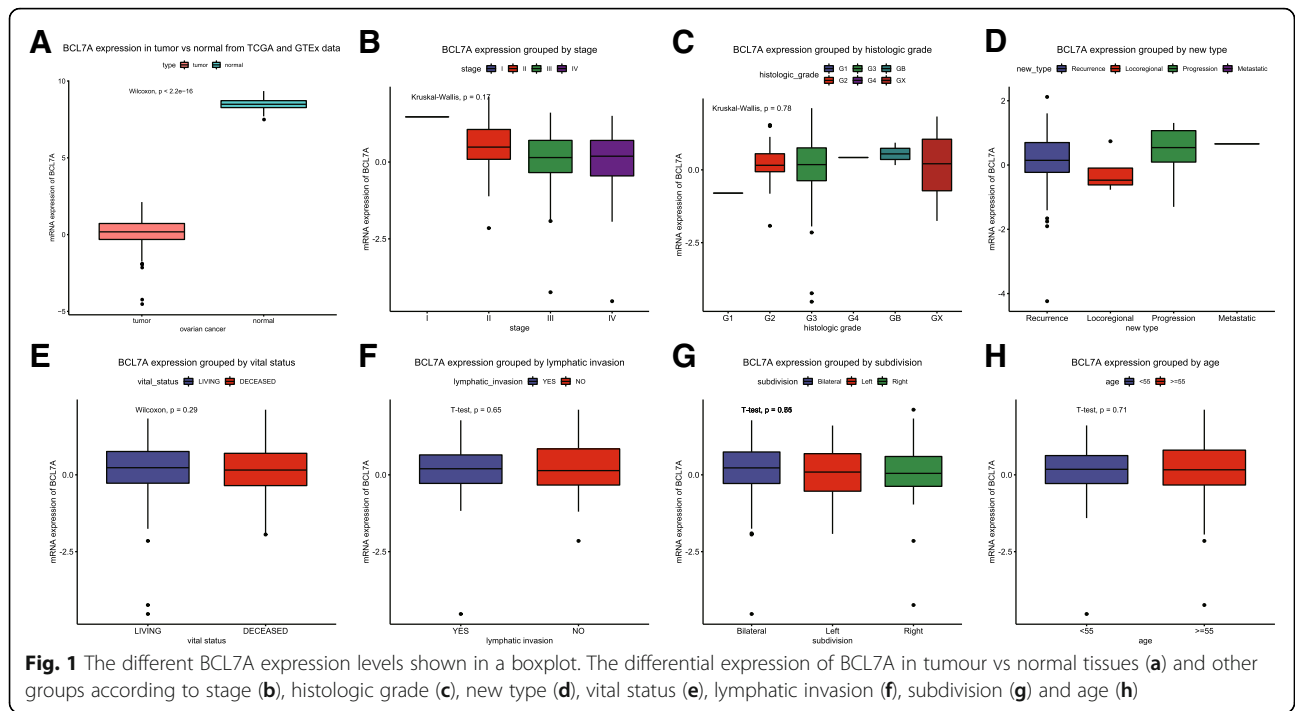 A
BCL7A expression in tumor vs normal from TCGA and GTEx data
type tumor normal
Wilcoxon, p < 2.2e−16
mRNA expression of BCL7A
10
5
0
−5
tumor normal
ovarian cancer
B
BCL7A expression grouped by stage
stage I II III IV
Kruskal−Wallis, p = 0.17
mRNA expression of BCL7A
0.0
−2.5
I II III IV
stage
C
BCL7A expression grouped by histologic grade
histologic_grade
G1 G3 GB
G2 G4 GX
Kruskal−Wallis, p = 0.78
mRNA expression of BCL7A
0.0
−2.5
G1 G2 G3 G4 GB GX
histologic grade
D
BCL7A expression grouped by new type
new_type Recurrence Locoregional Progression Metastatic
mRNA expression of BCL7A
2
0
−2
−4
Recurrence Locoregional Progression Metastatic
new type
E
BCL7A expression grouped by vital status
vital_status LIVING DECEASED
Wilcoxon, p = 0.29
mRNA expression of BCL7A
0.0
−2.5
LIVING DECEASED
vital status
F
BCL7A expression grouped by lymphatic invasion
lymphatic_invasion YES NO
T−test, p = 0.65
mRNA expression of BCL7A
0.0
−2.5
YES NO
lymphatic invasion
G
BCL7A expression grouped by subdivision
subdivision Bilateral Left Right
T−test, p =
mRNA expression of BCL7A
0.0
−2.5
Bilateral Left Right
subdivision
H
BCL7A expression grouped by age
age <55 >=55
T−test, p = 0.71
mRNA expression of BCL7A
0.0
−2.5
<55 >=55
age
Fig. 1 The different BCL7A expression levels shown in a boxplot. The differential expression of BCL7A in tumour vs normal tissues (a) and other
groups according to stage (b), histologic grade (c), new type (d), vital status (e), lymphatic invasion (f), subdivision (g) and age (h)